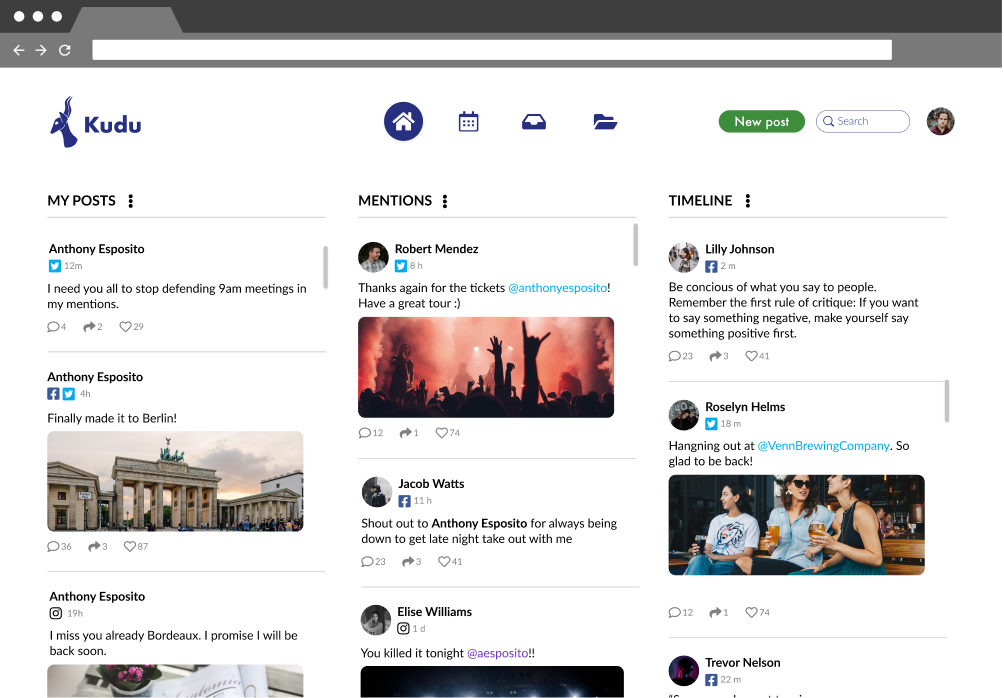 Kudu
New post
Search
MY POSTS
Anthony Esposito
12m
I need you all to stop defending 9am meetings in
my mentions.
4 2 29
Anthony Esposito
4h
Finally made it to Berlin!
36 3 87
Anthony Esposito
19h
I miss you already Bordeaux. I promise I will be
back soon.
MENTIONS
Robert Mendez
8 h
Thanks again for the tickets @anthonyesposito!
Have a great tour :)
12 1 74
Jacob Watts
11 h
Shout out to Anthony Esposito for always being
down to get late night take out with me
23 3 41
Elise Williams
1 d
You killed it tonight @aesposito!!
TIMELINE
Lilly Johnson
2 m
Be concious of what you say to people.
Remember the first rule of critique: If you want
to say something negative, make yourself say
something positive first.
23 3 41
Roselyn Helms
18 m
Hangning out at @VennBrewingCompany. So
glad to be back!
12 1 74
Trevor Nelson
22 m